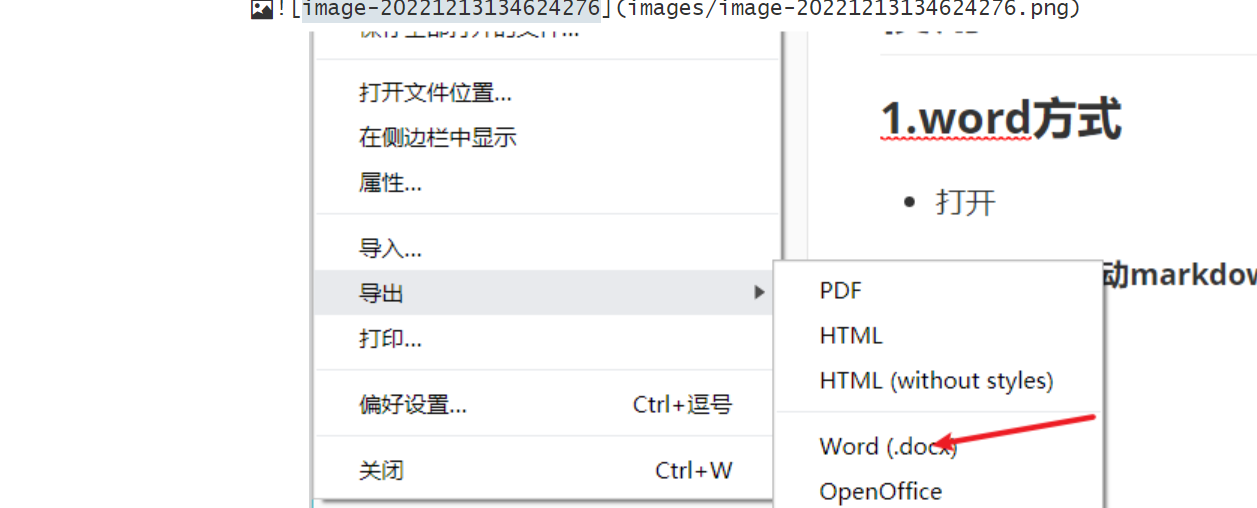 ![image-20221213134624276](images/image-20221213134624276.png)
打开文件位置...
在侧边栏中显示
属性...
导入...
导出
打印...
偏好设置... Ctrl+逗号
关闭 Ctrl+W
PDF
HTML
HTML (without styles)
Word (.docx)
OpenOffice
1.word方式
打开
动markdow